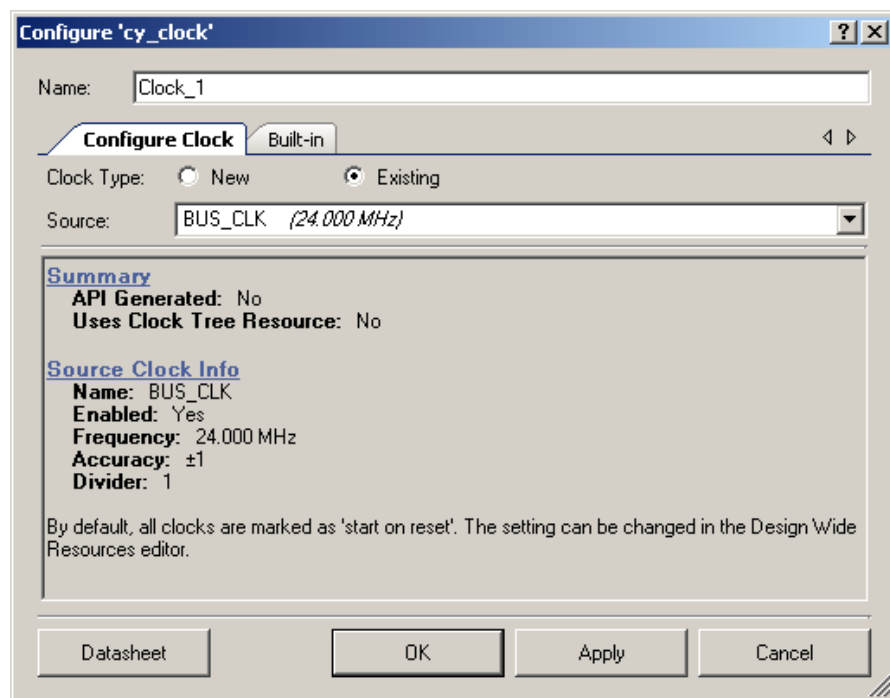 Configure 'cy_clock'
Name: Clock_1
Configure Clock Built-in
Clock Type: New Existing
Source: BUS_CLK (24.000 MHz)
Summary
API Generated: No
Uses Clock Tree Resource: No
Source Clock Info
Name: BUS_CLK
Enabled: Yes
Frequency: 24.000 MHz
Accuracy: ±1
Divider: 1
By default, all clocks are marked as 'start on reset'. The setting can be changed in the Design Wide
Resources editor.
Datasheet OK Apply Cancel